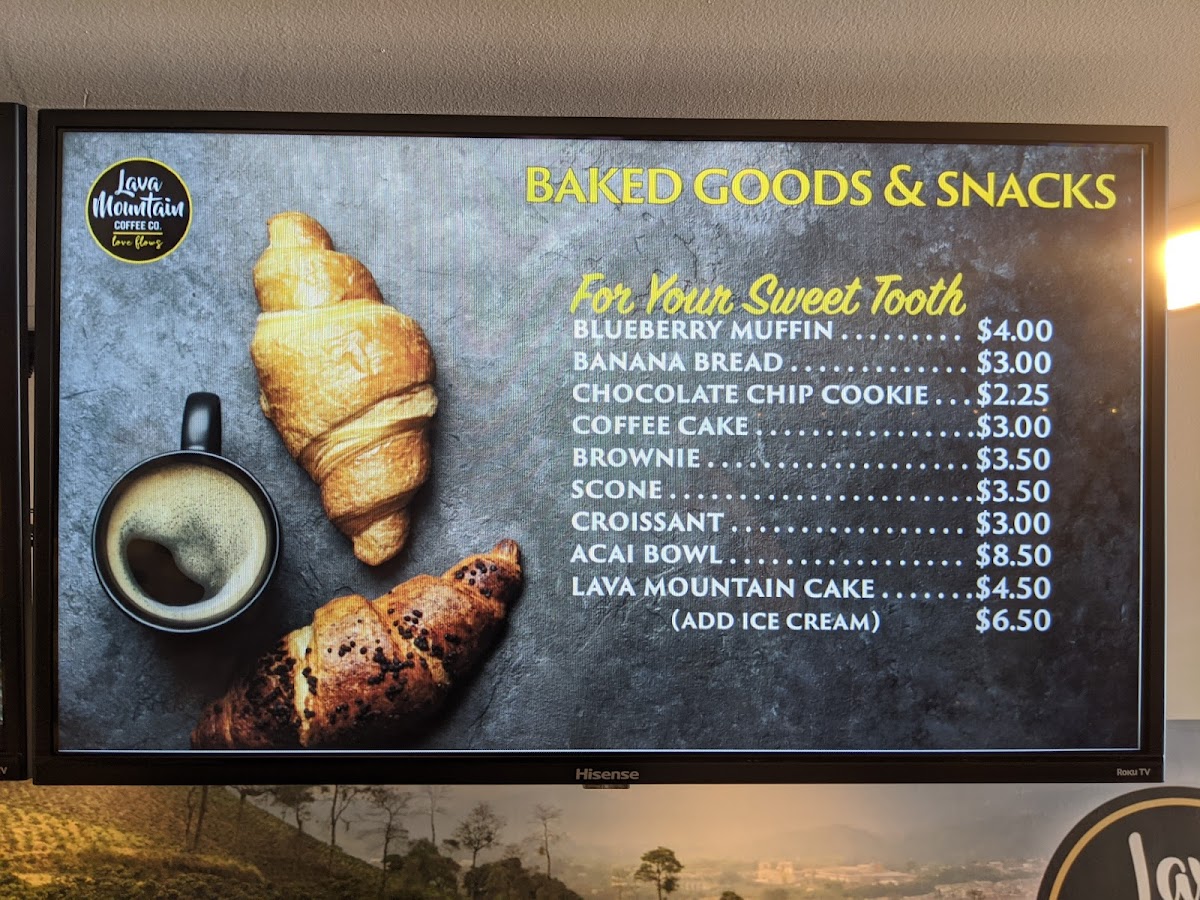 Lava
Mountain
COFFEE CO.
love flows
BAKED GOODS & SNACKS
For Your Sweet Tooth
BLUEBERRY MUFFIN ......... $4.00
BANANA BREAD .............. $3.00
CHOCOLATE CHIP COOKIE ... $2.25
COFFEE CAKE ................. $3.00
BROWNIE .................... $3.50
SCONE ....................... $3.50
CROISSANT .................. $3.00
ACAI BOWL .................. $8.50
LAVA MOUNTAIN CAKE ....... $4.50
(ADD ICE CREAM) $6.50
Hisense
Roku TV